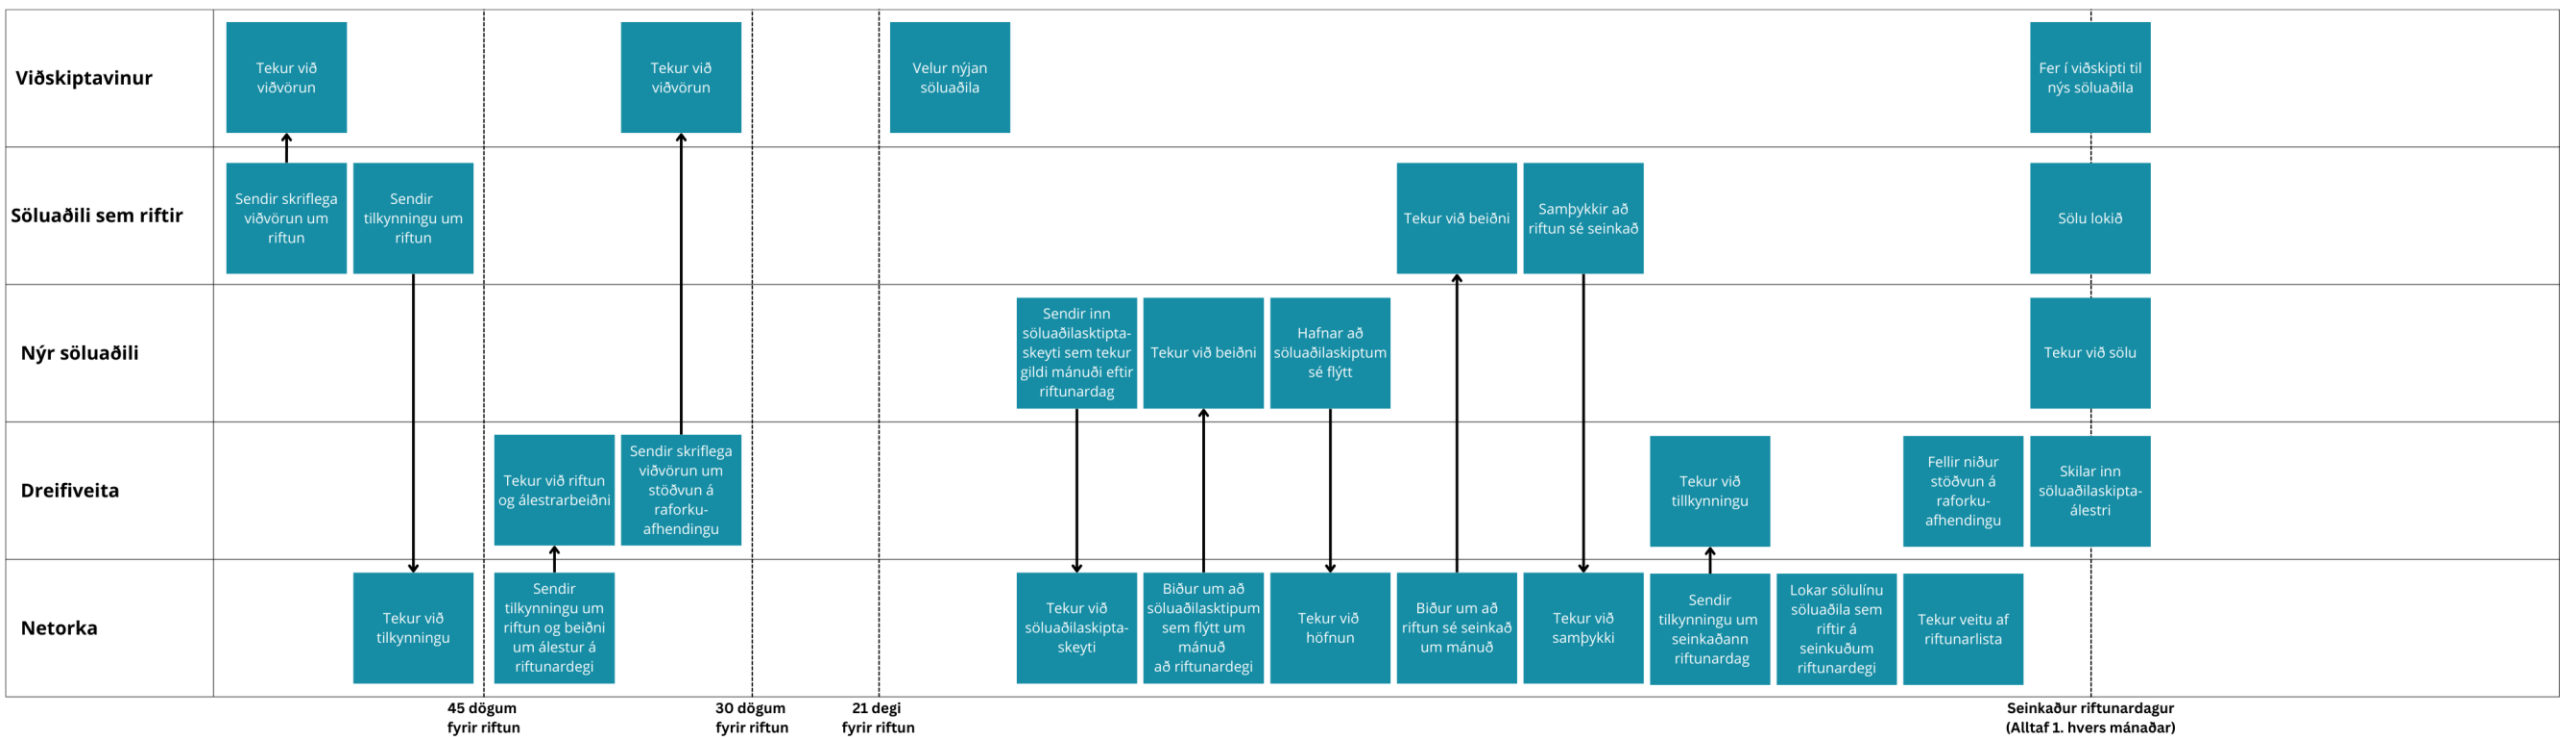 Viðskiptavinur
Tekur við
viðvörun
Tekur við
viðvörun
Velur nýjan
söluaðila
Fer í viðskipti til
nýs söluaðila
Söluaðili sem riftir
Sendir skriflega
viðvörun um
riftun
Sendir
tilkynningu um
riftun
Tekur við beiðni
Samþykkir að
riftun sé seinkað
Sölu lokið
Nýr söluaðili
Sendir inn
söluaðilasktipta-
skeyti sem tekur
gildi mánuði eftir
riftunardag
Tekur við beiðni
Hafnar að
söluaðilaskiptum
sé flýtt
Tekur við sölu
Dreifiveita
Tekur við riftun
og álestrarbeiðni
Sendir skriflega
viðvörun um
stöðvun á
raforku-
afhendingu
Tekur við
tillkynningu
Fellir niður
stöðvun á
raforku-
afhendingu
Skilar inn
söluaðilaskipta-
álestri
Netorka
Tekur við
tilkynningu
Sendir
tilkynningu um
riftun og beiðni
um álestur á
riftunardegi
Tekur við
söluaðilaskipta-
skeyti
Biður um að
söluaðilasktipum
sem flýtt um
mánuð
að riftunardegi
Tekur við
höfnun
Biður um að
riftun sé seinkað
um mánuð
Tekur við
samþykki
Sendir
tilkynningu um
seinkaðann
riftunardag
Lokar sölulínu
söluaðila sem
riftir á
seinkuðum
riftunardegi
Tekur veitu af
riftunarlista
45 dögum
fyrir riftun
30 dögum
fyrir riftun
21 degi
fyrir riftun
Seinkaður riftunardagur
(Alltaf 1. hvers mánaðar)